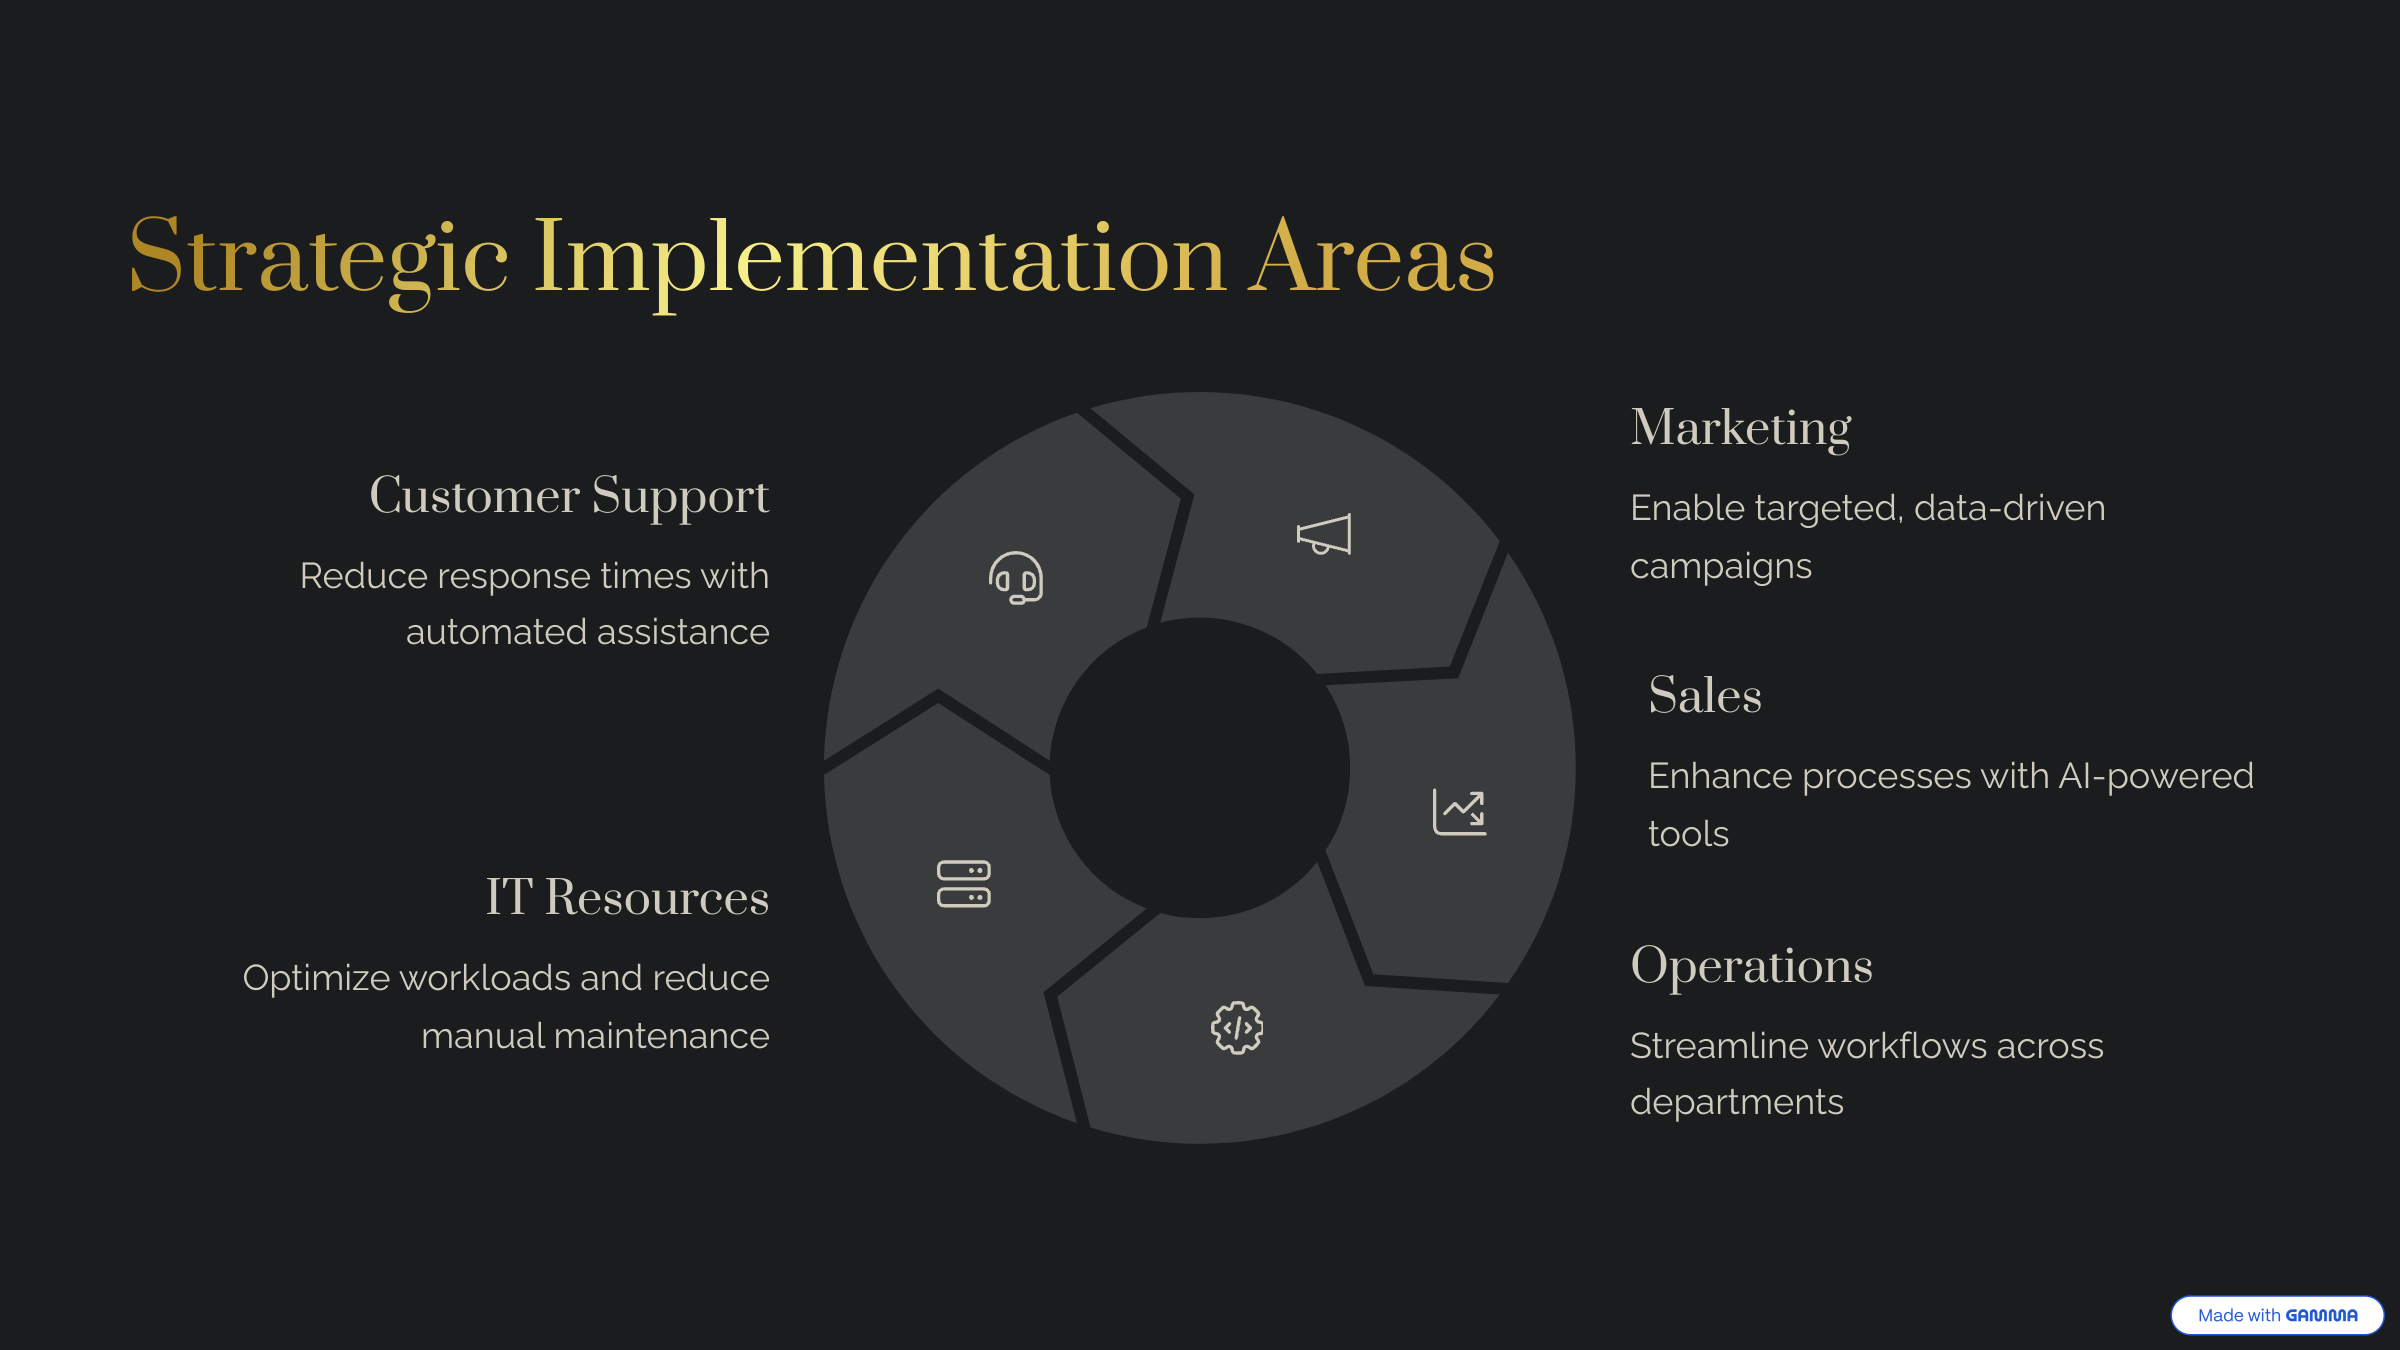 Strategic Implementation Areas
Customer Support
Reduce response times with
automated assistance
IT Resources
Optimize workloads and reduce
manual maintenance
Marketing
Enable targeted, data-driven
campaigns
Sales
Enhance processes with AI-powered
tools
Operations
Streamline workflows across
departments
Made with GAMMA